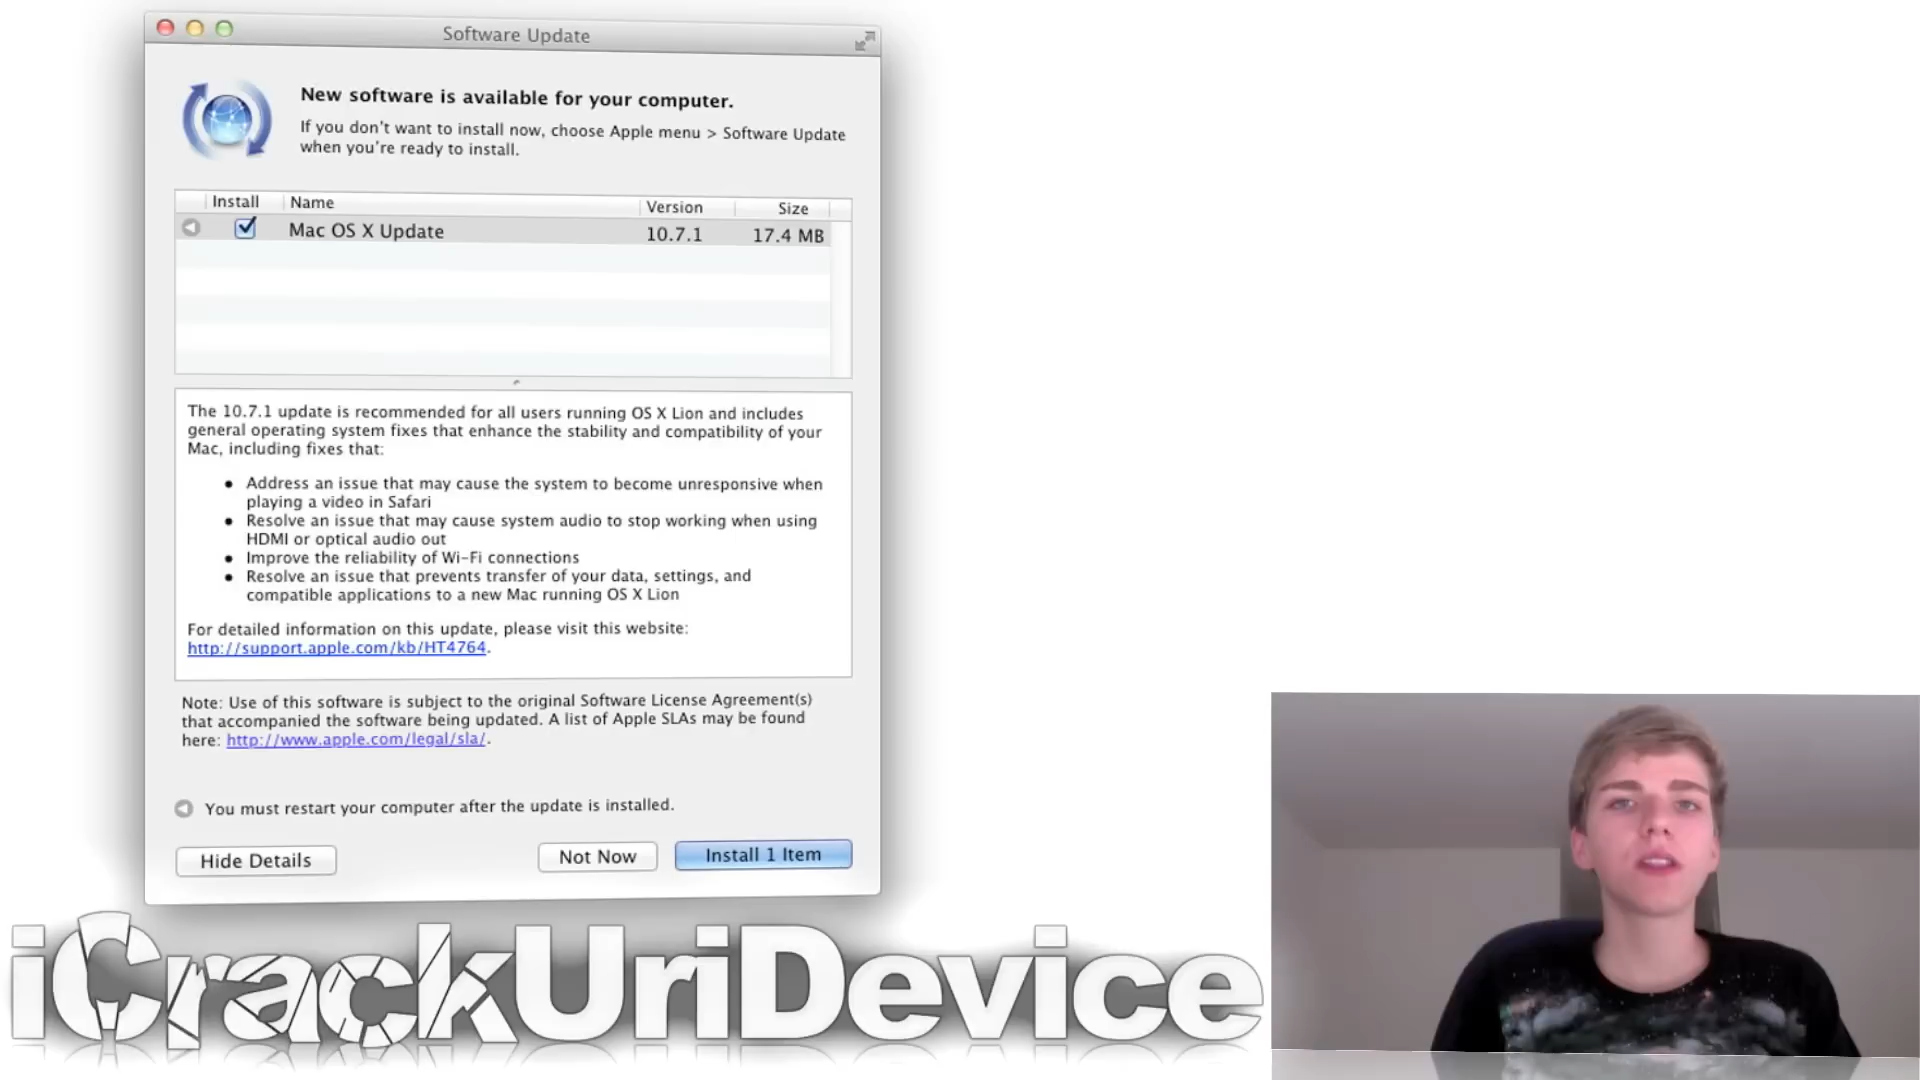 Software Update
New software is available for your computer.
If you don't want to install now, choose Apple menu > Software Update
when you're ready to install.
Install Name Version Size
Mac OS X Update 10.7.1 17.4 MB
The 10.7.1 update is recommended for all users running OS X Lion and includes
general operating system fixes that enhance the stability and compatibility of your
Mac, including fixes that:
• Address an issue that may cause the system to become unresponsive when
playing a video in Safari
• Resolve an issue that may cause system audio to stop working when using
HDMI or optical audio out
• Improve the reliability of Wi-Fi connections
• Resolve an issue that prevents transfer of your data, settings, and
compatible applications to a new Mac running OS X Lion
For detailed information on this update, please visit this website:
http://support.apple.com/kb/HT4764.
Note: Use of this software is subject to the original Software License Agreement(s)
that accompanied the software being updated. A list of Apple SLAs may be found
here: http://www.apple.com/legal/sla/.
You must restart your computer after the update is installed.
Hide Details Not Now Install 1 Item
iCrackUriDevice